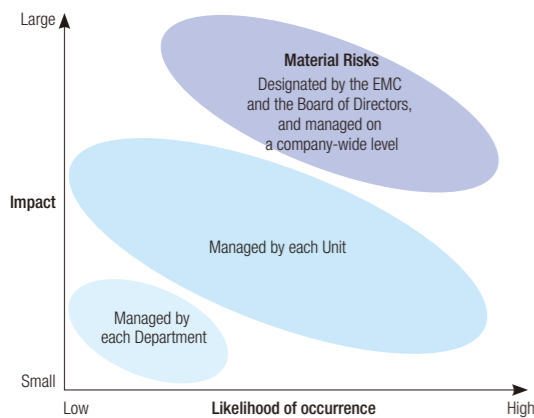 Large
Material Risks
Designated by the EMC
and the Board of Directors,
and managed on
a company-wide level
Impact
Managed by each Unit
Managed by
each Department
Small
Low
Likelihood of occurrence
High